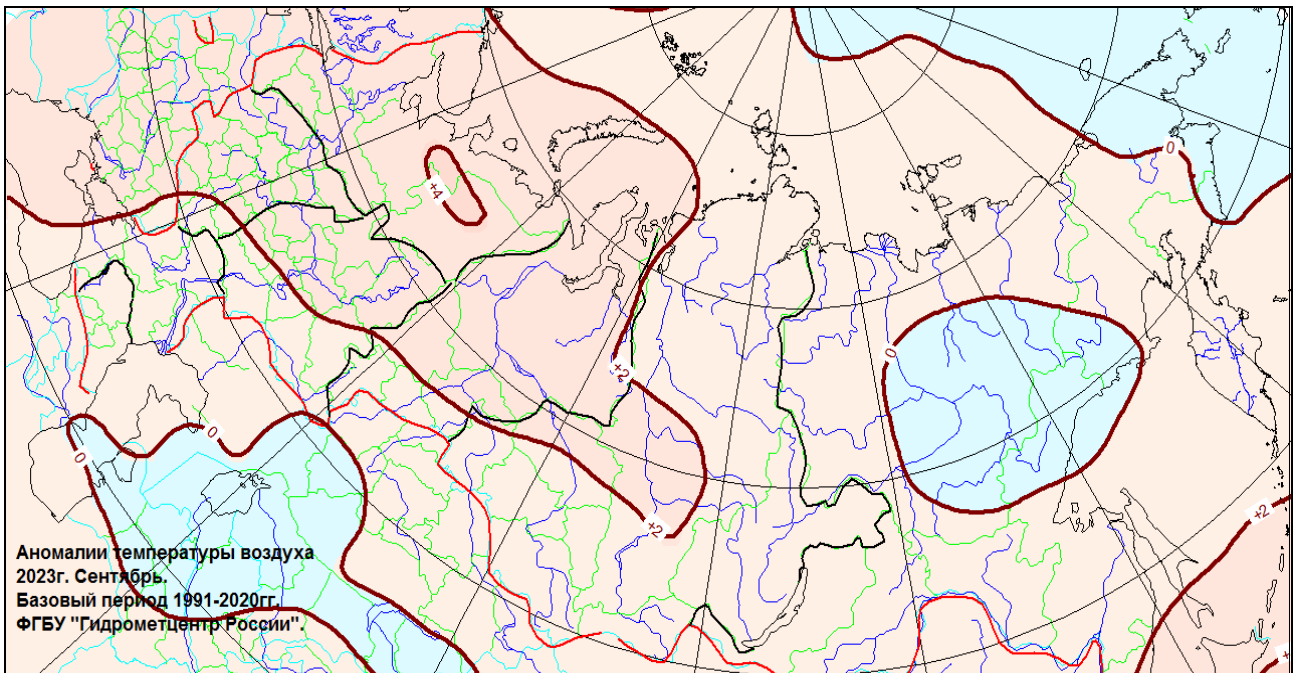 0
+4
+2
0
0
0
+2
+2
Аномалии температуры воздуха
2023г. Сентябрь.
Базовый период 1991-2020гг.
ФГБУ "Гидрометцентр России".